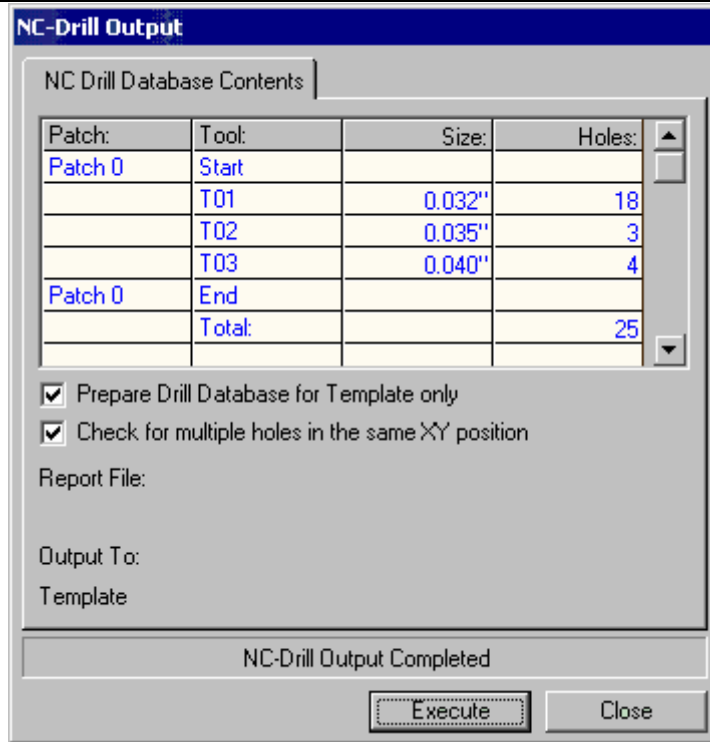 NC-Drill Output
NC Drill Database Contents
Patch: Tool: Size: Holes:
Patch 0 Start
T01 0.032" 18
T02 0.035" 3
T03 0.040" 4
Patch 0 End
Total: 25
Prepare Drill Database for Template only
Check for multiple holes in the same XY position
Report File:
Output To:
Template
NC-Drill Output Completed
Execute Close